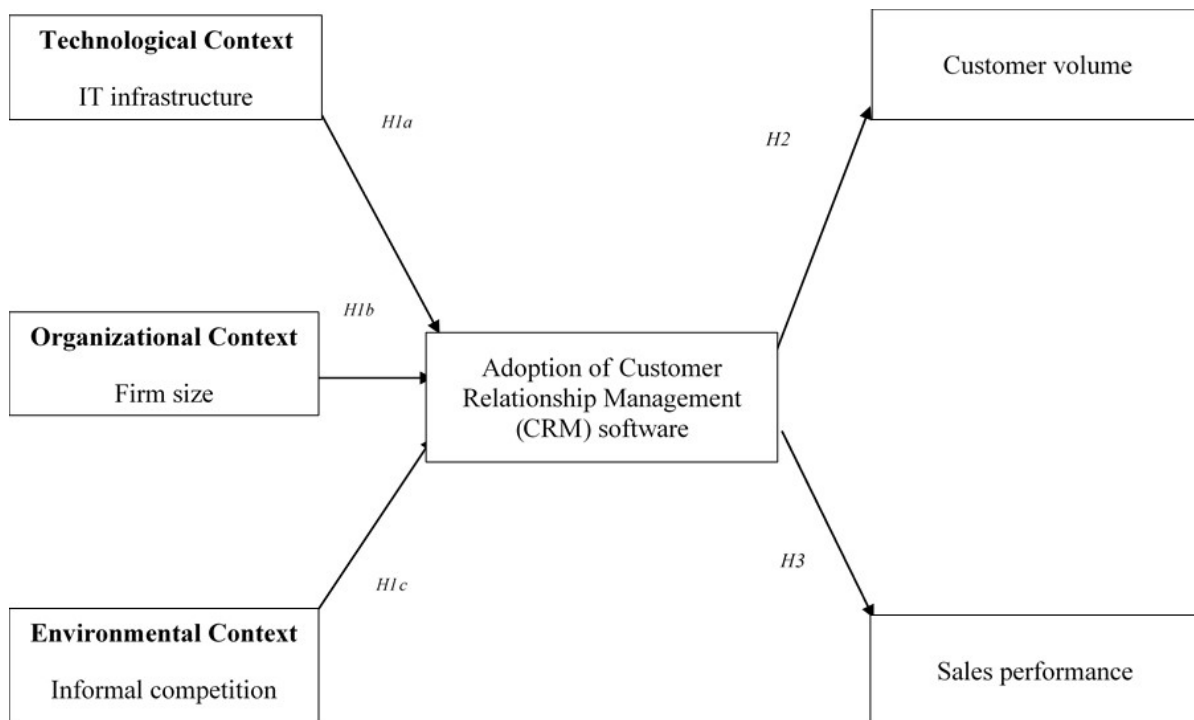 Technological Context
IT infrastructure
H1a
Customer volume
H2
Organizational Context
Firm size
H1b
Adoption of Customer
Relationship Management
(CRM) software
Environmental Context
Informal competition
H1c
H3
Sales performance